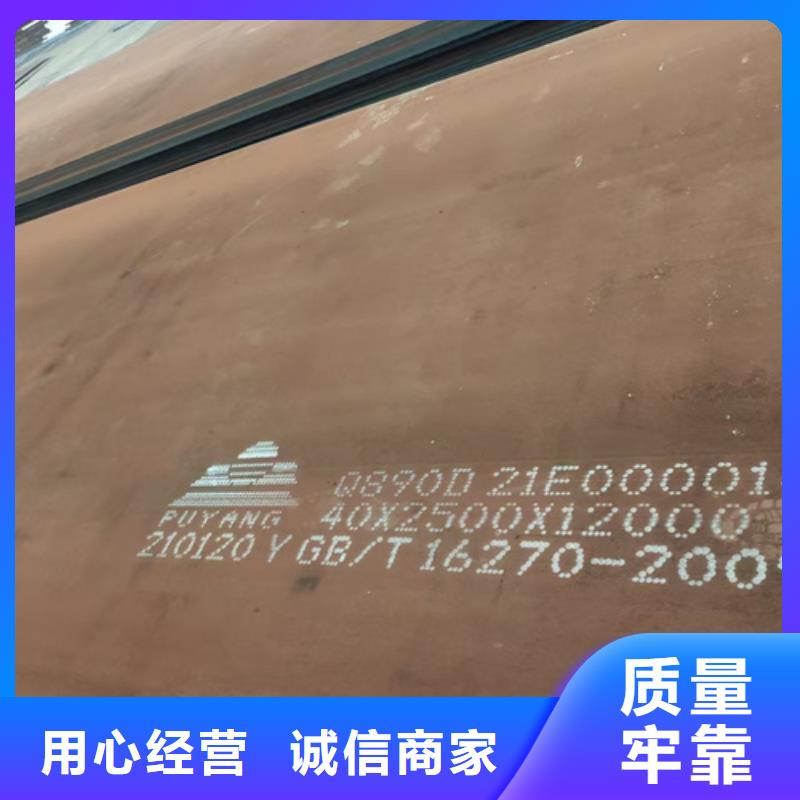 Q890D 21E00001
PUYANG 40X2500X12000
210120 Y GB/T 16270-200
质量
牢靠
用心经营 诚信商家